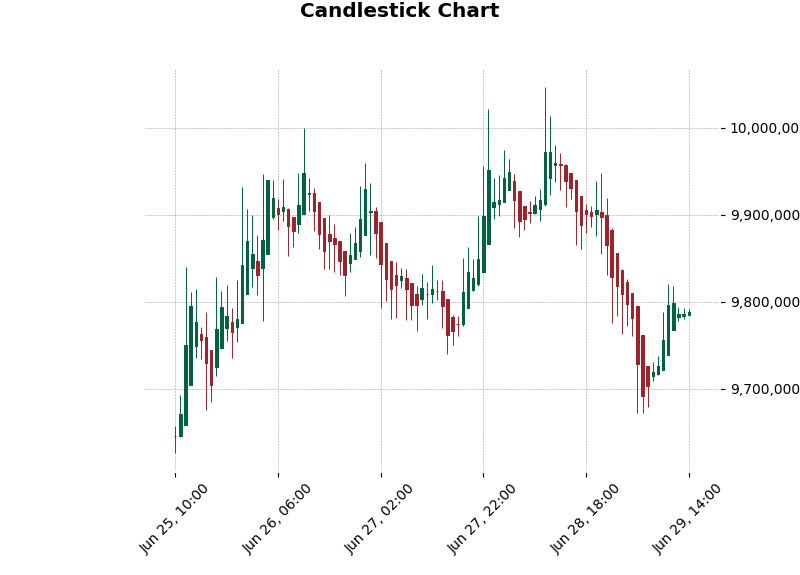 Candlestick Chart
10,000,00
9,900,000
9,800,000
9,700,000
Jun 25, 10:00
Jun 26, 06:00
Jun 27, 02:00
Jun 27, 22:00
Jun 28, 18:00
Jun 29, 14:00